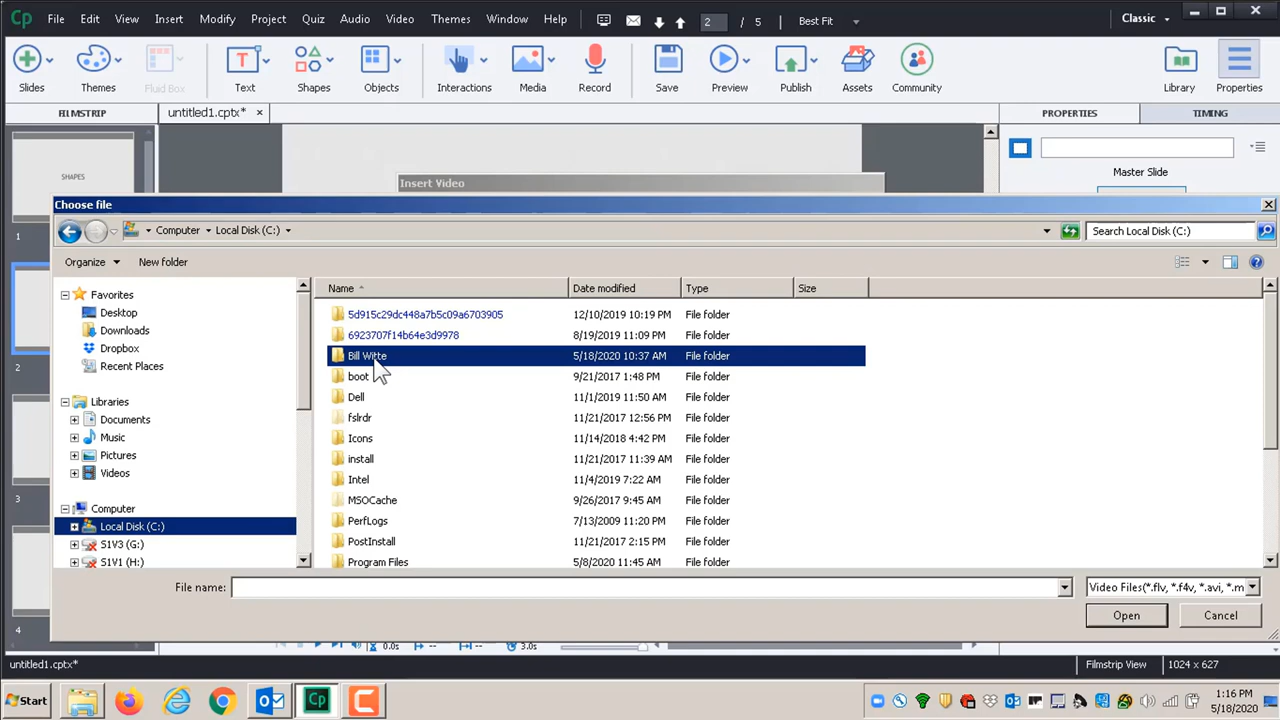 Cp File Edit View Insert Modify Project Quiz Audio Video Themes Window Help 2 / 5 Best Fit Classic
Slides Themes Fluid Box Text Shapes Objects Interactions Media Record Save Preview Publish Assets Community Library Properties
FILMSTRIP untitled1.cptx* × PROPERTIES TIMING
SHAPES
Insert Video
Master Slide
Choose file
Computer Local Disk (C:) Search Local Disk (C:)
Organize New folder
Name Date modified Type Size
Favorites
Desktop
Downloads
Dropbox
Recent Places
Libraries
Documents
Music
Pictures
Videos
Computer
Local Disk (C:)
S1V3 (G:)
S1V1 (H:)
5d915c29dc448a7b5c09a6703905 12/10/2019 10:19 PM File folder
6923707f14b64e3d9978 8/19/2019 11:09 PM File folder
Bill Witte 5/18/2020 10:37 AM File folder
boot 9/21/2017 1:48 PM File folder
Dell 11/1/2019 11:50 AM File folder
fslrdr 11/21/2017 12:56 PM File folder
Icons 11/14/2018 4:42 PM File folder
install 11/21/2017 11:39 AM File folder
Intel 11/4/2019 7:22 AM File folder
MSOCache 9/26/2017 9:45 AM File folder
PerfLogs 7/13/2009 11:20 PM File folder
PostInstall 11/21/2017 2:15 PM File folder
Program Files 5/8/2020 11:45 AM File folder
File name: Video Files(*.flv, *.f4v, *.avi, *.m
Open Cancel
1
2
3
4
0.0s -- -- 3.0s
untitled1.cptx* Filmstrip View 1024 x 627
Start Cp C 1:16 PM
5/18/2020